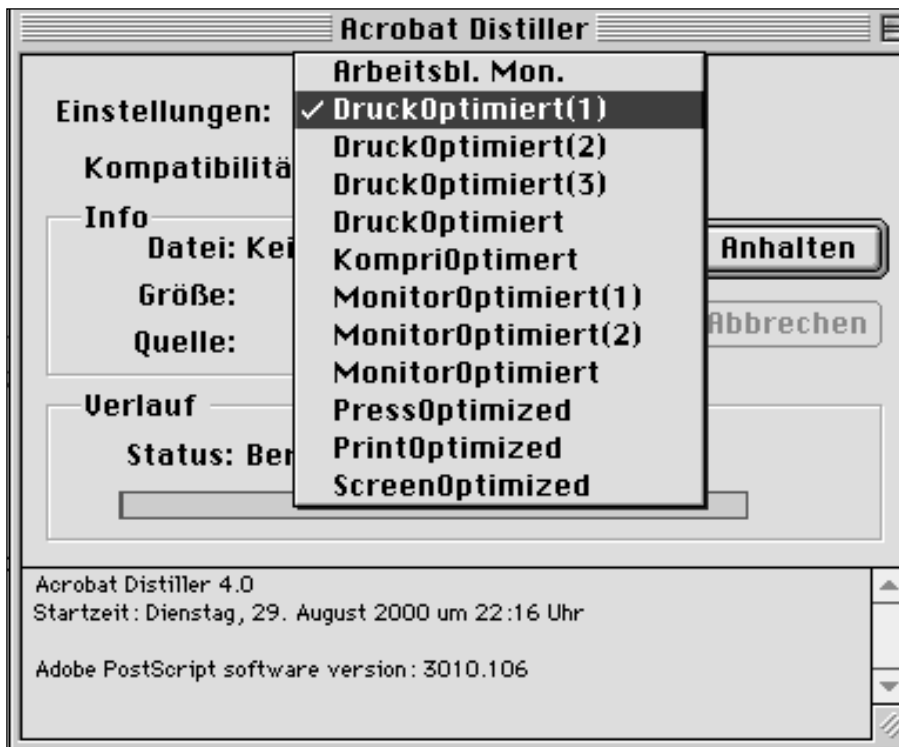 Acrobat Distiller
Arbeitsbl. Mon.
Einstellungen:
✓ DruckOptimiert(1)
DruckOptimiert(2)
Kompatibilitä
DruckOptimiert(3)
Info
DruckOptimiert
Datei: Kei
KompriOptimert
Anhalten
Größe:
MonitorOptimiert(1)
Quelle:
MonitorOptimiert(2)
Abbrechen
MonitorOptimiert
Verlauf
PressOptimized
Status: Ber
PrintOptimized
ScreenOptimized
Acrobat Distiller 4.0
Startzeit: Dienstag, 29. August 2000 um 22:16 Uhr
Adobe PostScript software version: 3010.106